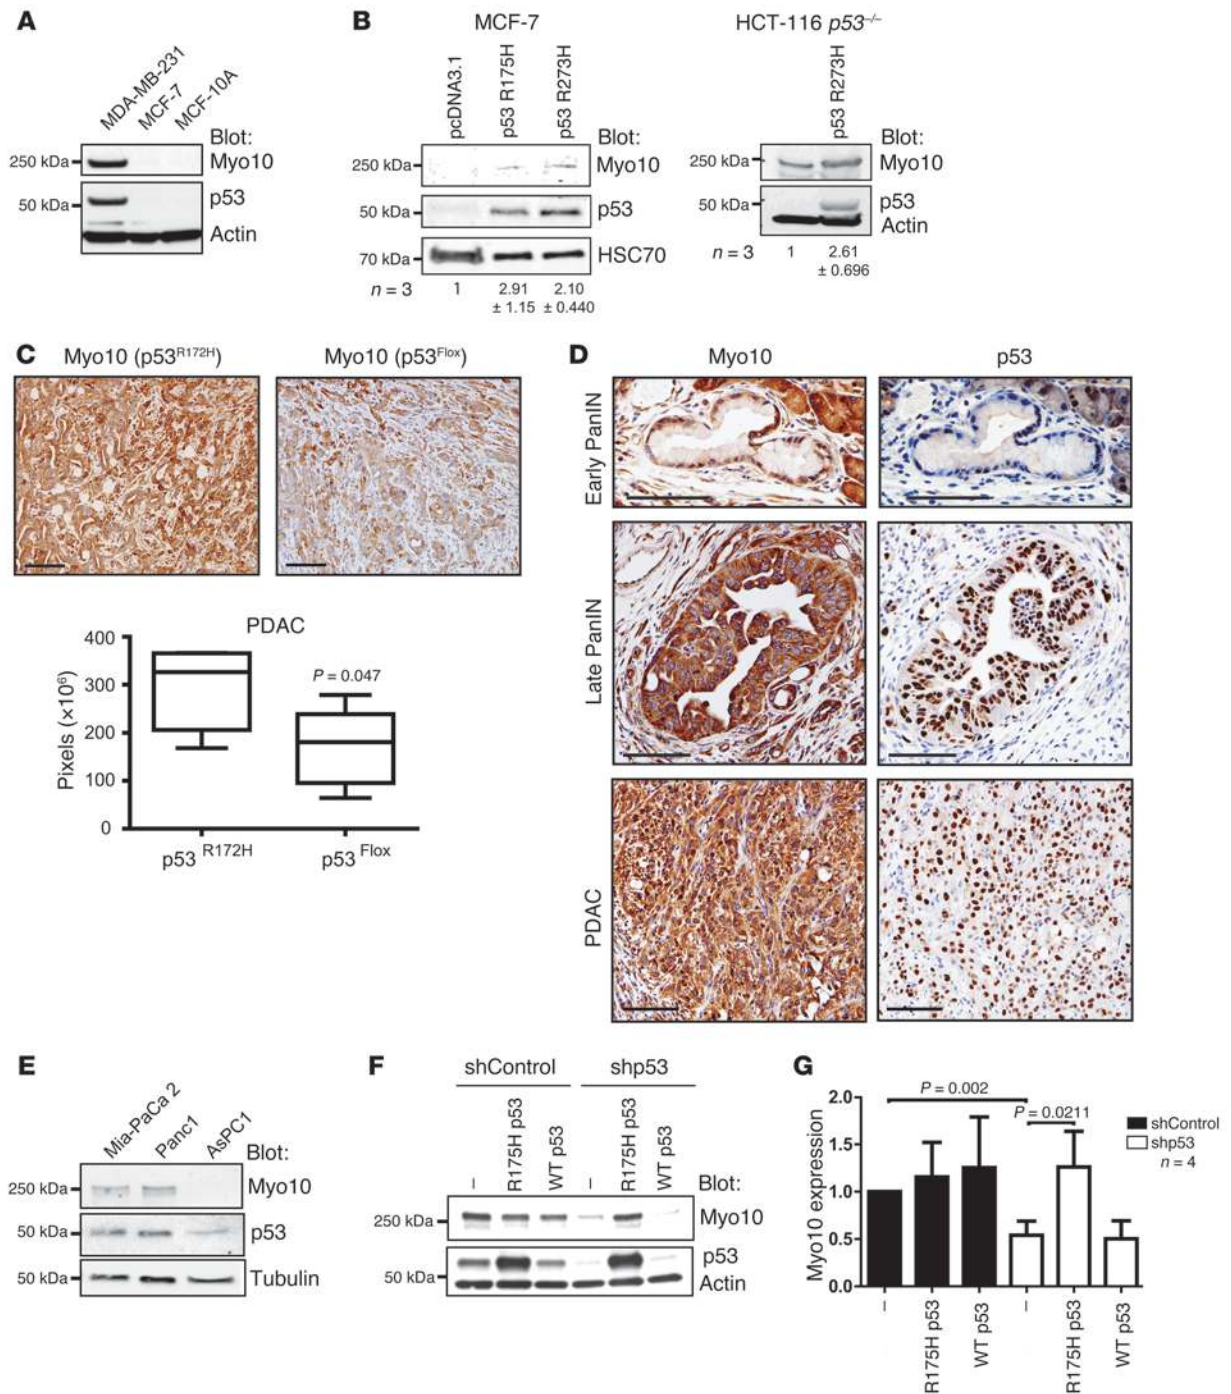 A
MDA-MB-231
MCF-7
MCF-10A
Blot:
250 kDa
Myo10
50 kDa
p53
Actin
B
MCF-7
pcDNA3.1
p53 R175H
p53 R273H
Blot:
250 kDa
Myo10
50 kDa
p53
70 kDa
HSC70
n = 3
1
2.91
± 1.15
2.10
± 0.440
HCT-116 p53–/–
p53 R273H
Blot:
250 kDa
Myo10
50 kDa
p53
Actin
n = 3
1
2.61
± 0.696
C
Myo10 (p53R172H)
Myo10 (p53Flox)
PDAC
Pixels (×10⁶)
400
300
200
100
0
P = 0.047
p53 R172H
p53 Flox
D
Myo10
p53
Early PanIN
Late PanIN
PDAC
E
Mia-PaCa 2
Panc1
AsPC1
Blot:
250 kDa
Myo10
50 kDa
p53
50 kDa
Tubulin
F
shControl
shp53
–
R175H p53
WT p53
–
R175H p53
WT p53
Blot:
250 kDa
Myo10
p53
50 kDa
Actin
G
P = 0.002
P = 0.0211
Myo10 expression
2.0
1.5
1.0
0.5
0.0
–
R175H p53
WT p53
–
R175H p53
WT p53
shControl
shp53
n = 4